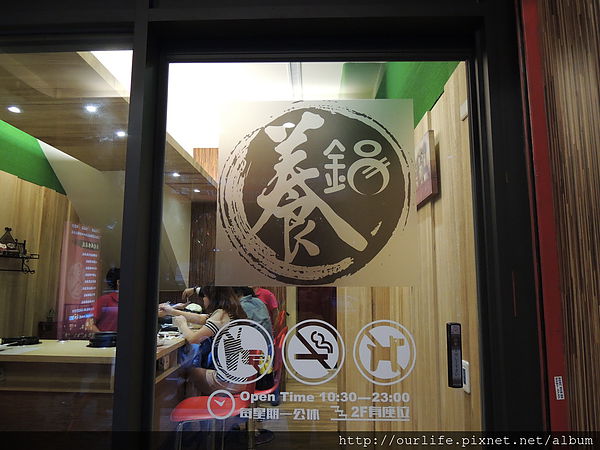 養鍋
Open Time 10:30—23:00
每星期一公休 2F有座位
http://ourlife.pixnet.net/album